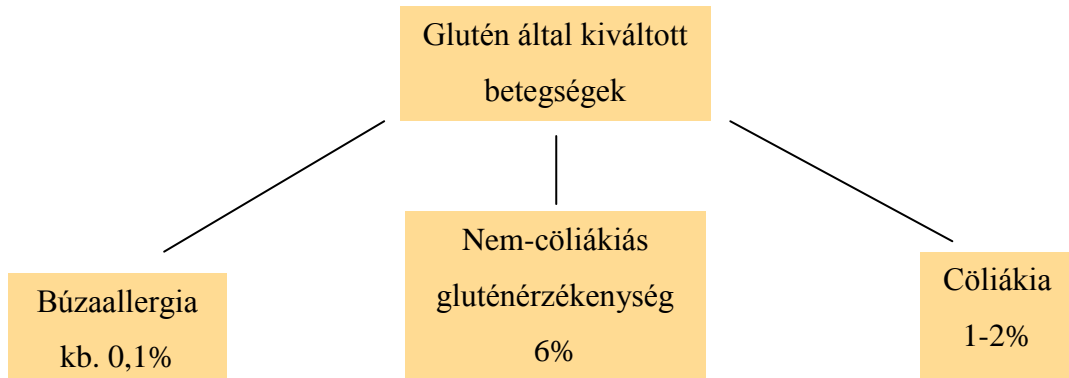 Glutén által kiváltott
betegségek
Búzaallergia
kb. 0,1%
Nem-cöliákiás
gluténérzékenység
6%
Cöliákia
1-2%